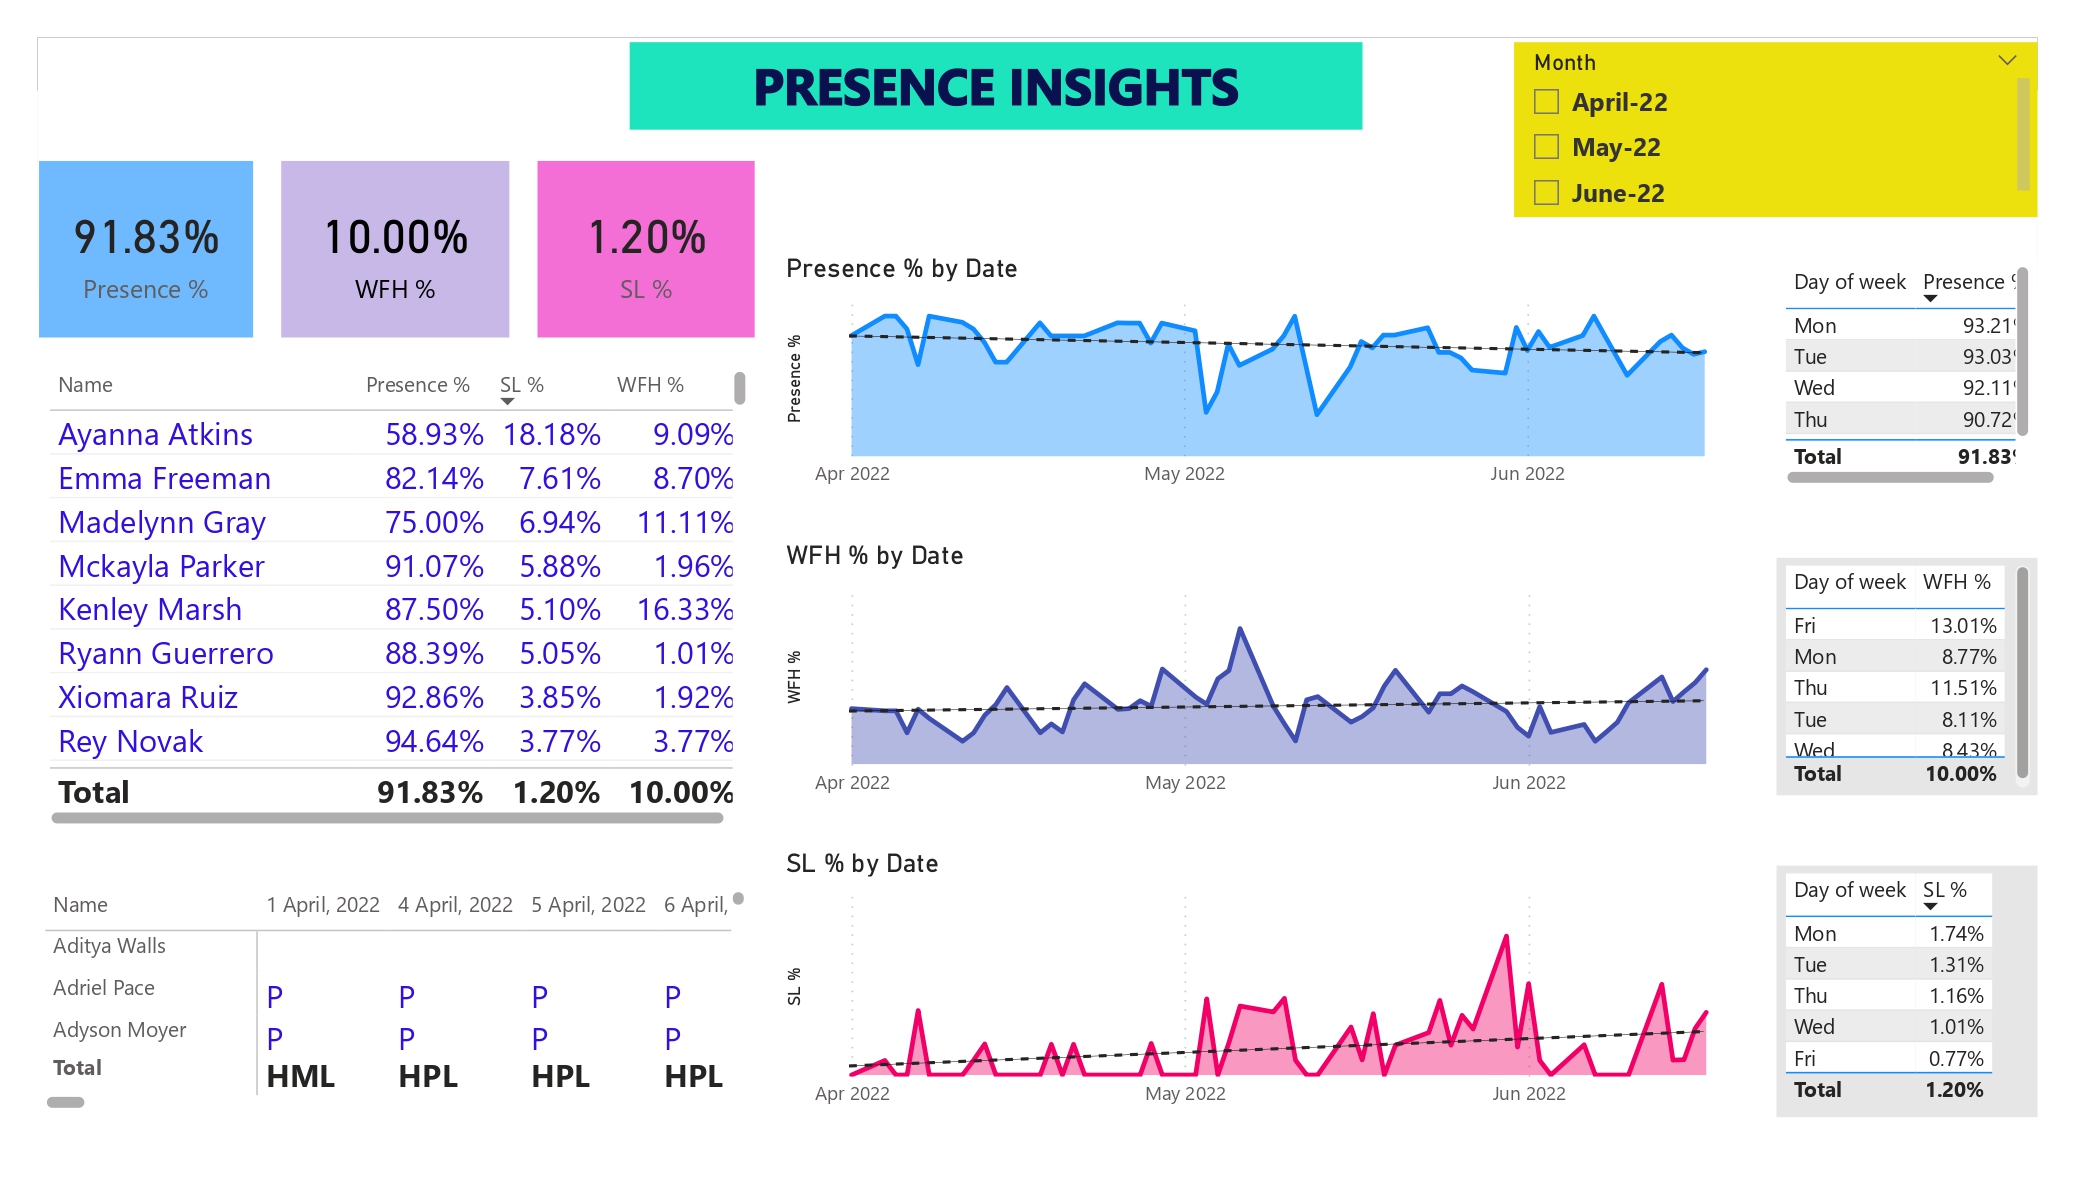 PRESENCE INSIGHTS
Month
April-22
May-22
June-22
91.83%
Presence %
10.00%
WFH %
1.20%
SL %
Name Presence % SL % WFH %
Ayanna Atkins 58.93% 18.18% 9.09%
Emma Freeman 82.14% 7.61% 8.70%
Madelynn Gray 75.00% 6.94% 11.11%
Mckayla Parker 91.07% 5.88% 1.96%
Kenley Marsh 87.50% 5.10% 16.33%
Ryann Guerrero 88.39% 5.05% 1.01%
Xiomara Ruiz 92.86% 3.85% 1.92%
Rey Novak 94.64% 3.77% 3.77%
Total 91.83% 1.20% 10.00%
Name 1 April, 2022 4 April, 2022 5 April, 2022 6 April,
Aditya Walls
Adriel Pace P P P P
Adyson Moyer P P P P
Total HML HPL HPL HPL
Presence % by Date
Presence %
Apr 2022 May 2022 Jun 2022
Day of week Presence %
Mon 93.21%
Tue 93.03%
Wed 92.11%
Thu 90.72%
Total 91.83%
WFH % by Date
WFH %
Apr 2022 May 2022 Jun 2022
Day of week WFH %
Fri 13.01%
Mon 8.77%
Thu 11.51%
Tue 8.11%
Wed 8.43%
Total 10.00%
SL % by Date
SL %
Apr 2022 May 2022 Jun 2022
Day of week SL %
Mon 1.74%
Tue 1.31%
Thu 1.16%
Wed 1.01%
Fri 0.77%
Total 1.20%